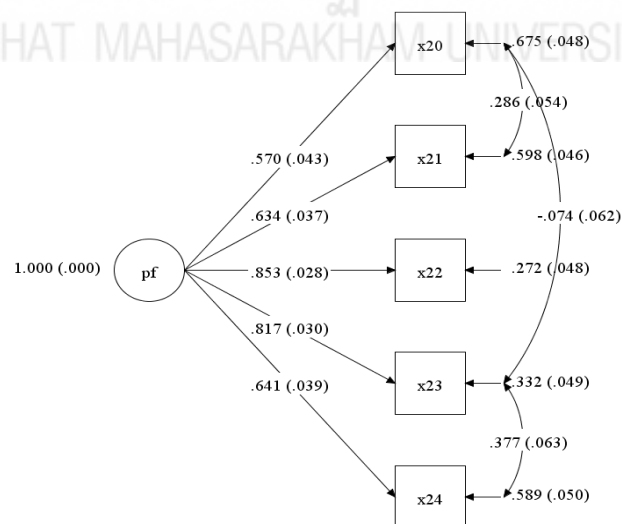 HAT MAHASARAKHAM UNIVERSI
x20
.675 (.048)
.286 (.054)
.570 (.043)
x21
.598 (.046)
.634 (.037)
-.074 (.062)
1.000 (.000)
pf
.853 (.028)
x22
.272 (.048)
.817 (.030)
.641 (.039)
x23
.332 (.049)
.377 (.063)
x24
.589 (.050)